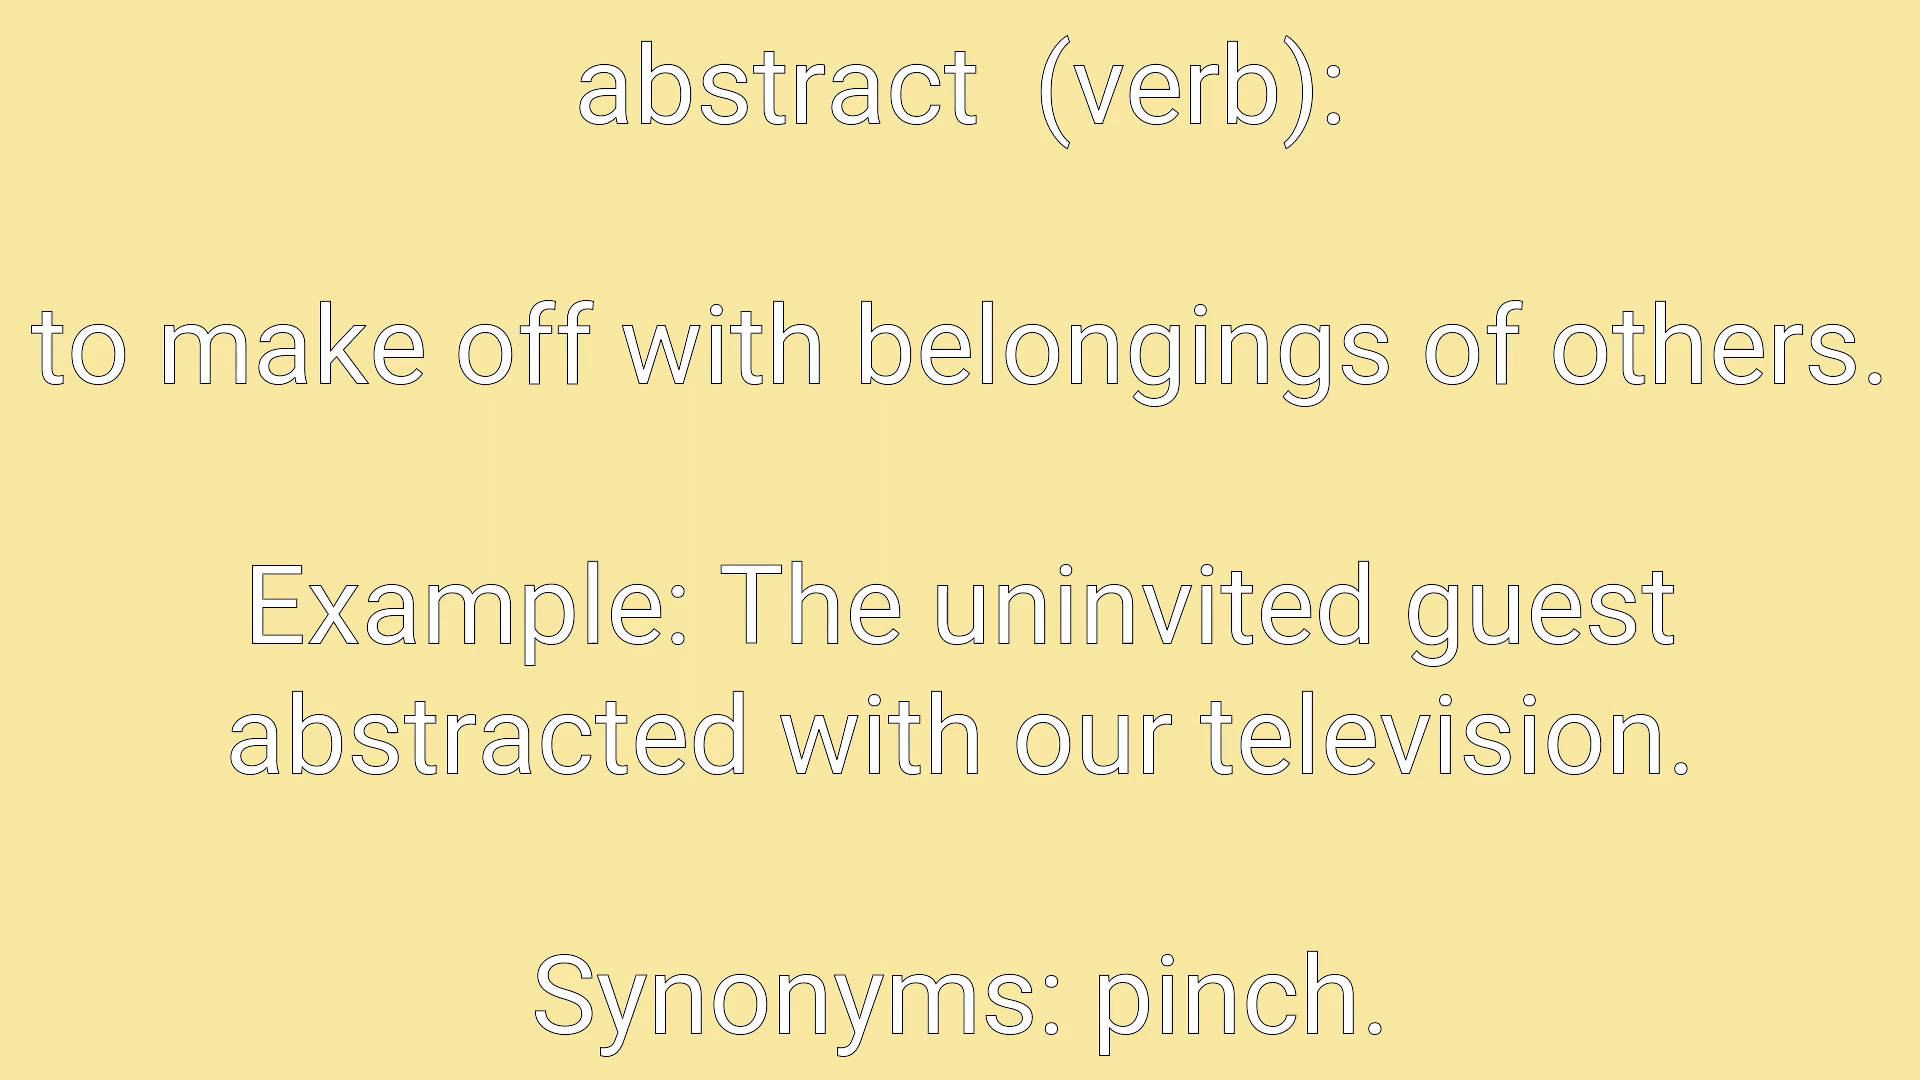 abstract  (verb):
to make off with belongings of others.
Example: The uninvited guest
abstracted with our television.
Synonyms: pinch.